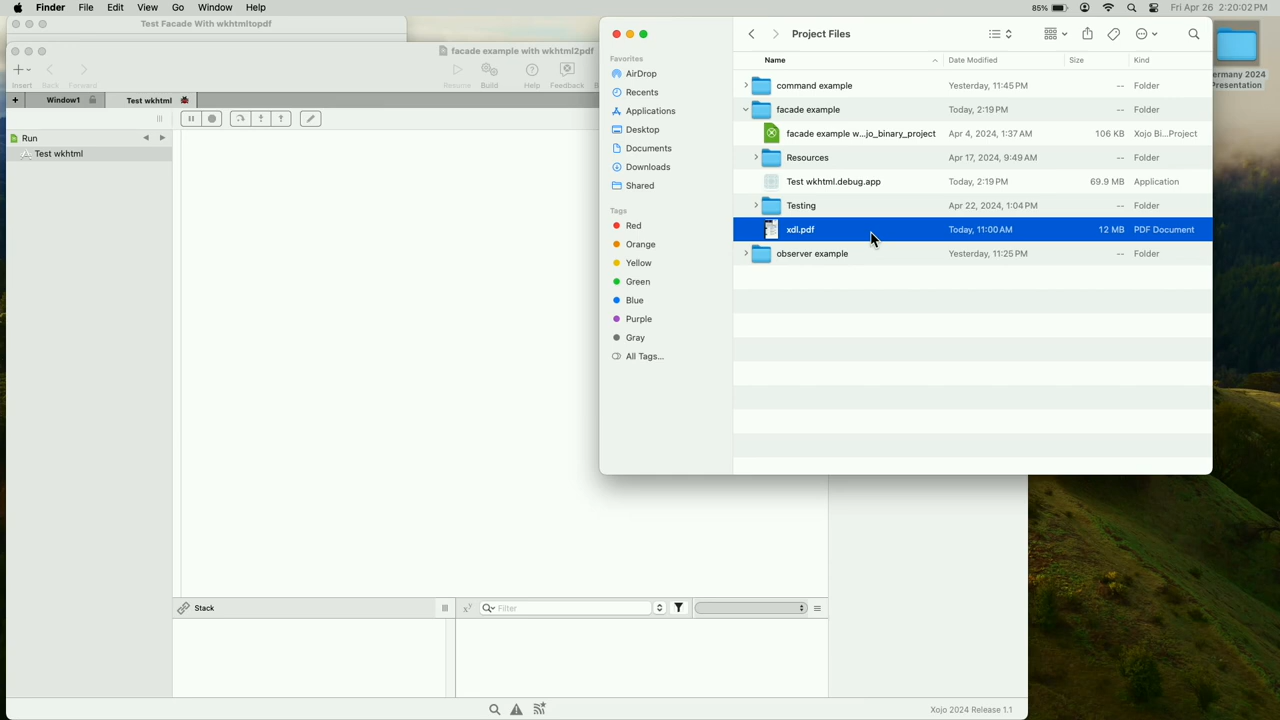 Finder File Edit View Go Window Help 85% Fri Apr 26 2:20:02 PM
Test Facade With wkhtmltopdf
facade example with wkhtml2pdf
Insert Back Forward Resume Build Help Feedback
Window1 Test wkhtml
Run
Test wkhtml
Stack
Filter
Xojo 2024 Release 1.1
Project Files
Favorites
AirDrop
Recents
Applications
Desktop
Documents
Downloads
Shared
Tags
Red
Orange
Yellow
Green
Blue
Purple
Gray
All Tags...
Name Date Modified Size Kind
command example Yesterday, 11:45 PM -- Folder
facade example Today, 2:19 PM -- Folder
facade example w...jo_binary_project Apr 4, 2024, 1:37 AM 106 KB Xojo Bi...Project
Resources Apr 17, 2024, 9:49 AM -- Folder
Test wkhtml.debug.app Today, 2:19 PM 69.9 MB Application
Testing Apr 22, 2024, 1:04 PM -- Folder
xdl.pdf Today, 11:00 AM 12 MB PDF Document
observer example Yesterday, 11:25 PM -- Folder
ermany 2024
Presentation